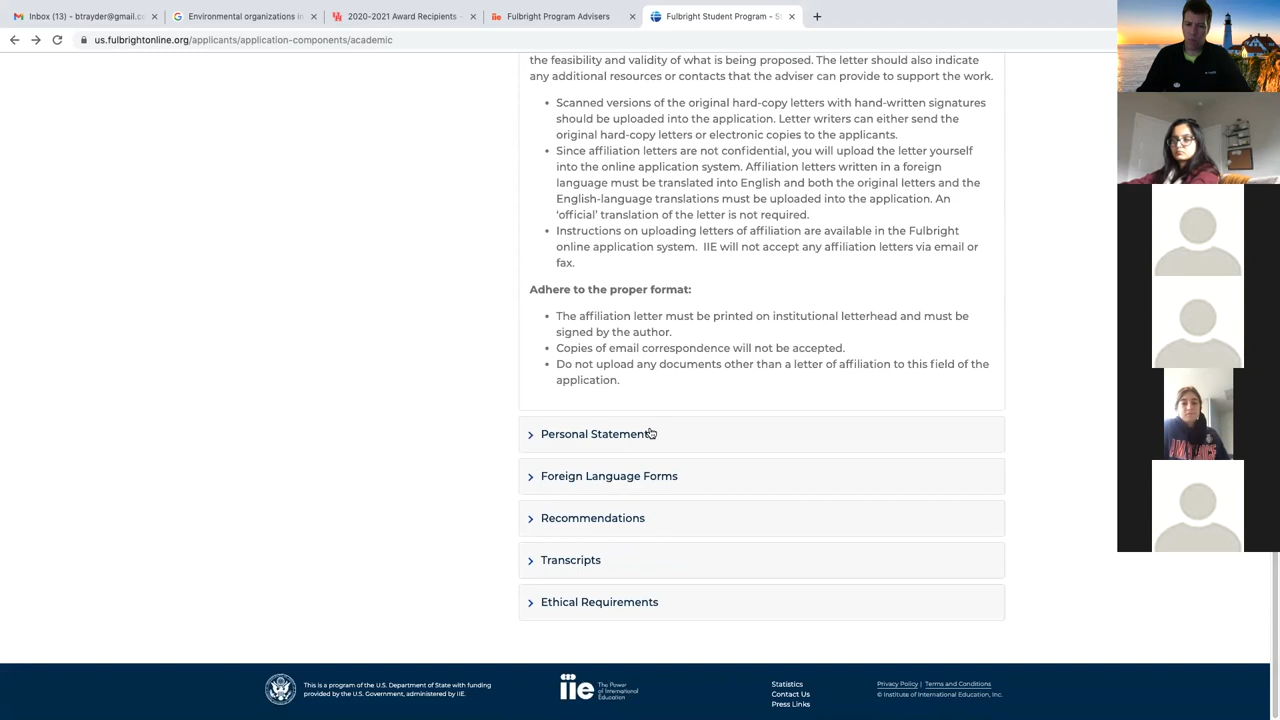 Inbox (13) - btrayder@gmail.c
Environmental organizations in
2020-2021 Award Recipients -
iie Fulbright Program Advisers
Fulbright Student Program - S
us.fulbrightonline.org/applicants/application-components/academic
the feasibility and validity of what is being proposed. The letter should also indicate
any additional resources or contacts that the adviser can provide to support the work.
• Scanned versions of the original hard-copy letters with hand-written signatures
should be uploaded into the application. Letter writers can either send the
original hard-copy letters or electronic copies to the applicants.
• Since affiliation letters are not confidential, you will upload the letter yourself
into the online application system. Affiliation letters written in a foreign
language must be translated into English and both the original letters and the
English-language translations must be uploaded into the application. An
‘official’ translation of the letter is not required.
• Instructions on uploading letters of affiliation are available in the Fulbright
online application system. IIE will not accept any affiliation letters via email or
fax.
Adhere to the proper format:
• The affiliation letter must be printed on institutional letterhead and must be
signed by the author.
• Copies of email correspondence will not be accepted.
• Do not upload any documents other than a letter of affiliation to this field of the
application.
Personal Statement
Foreign Language Forms
Recommendations
Transcripts
Ethical Requirements
This is a program of the U.S. Department of State with funding
provided by the U.S. Government, administered by IIE.
iie The Power
of International
Education
Statistics
Contact Us
Press Links
Privacy Policy | Terms and Conditions
© Institute of International Education, Inc.